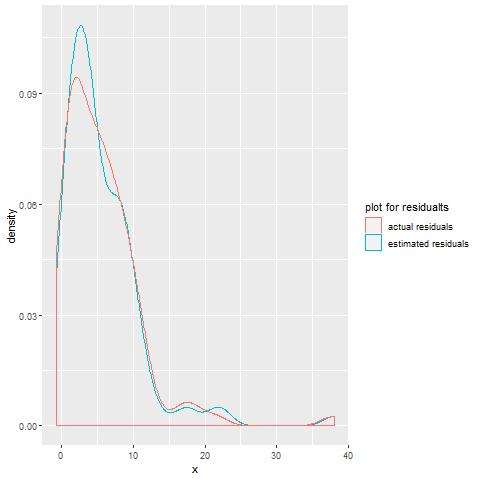 0.09
0.06
0.03
0.00
density
0
10
20
30
40
x
plot for residualts
actual residuals
estimated residuals